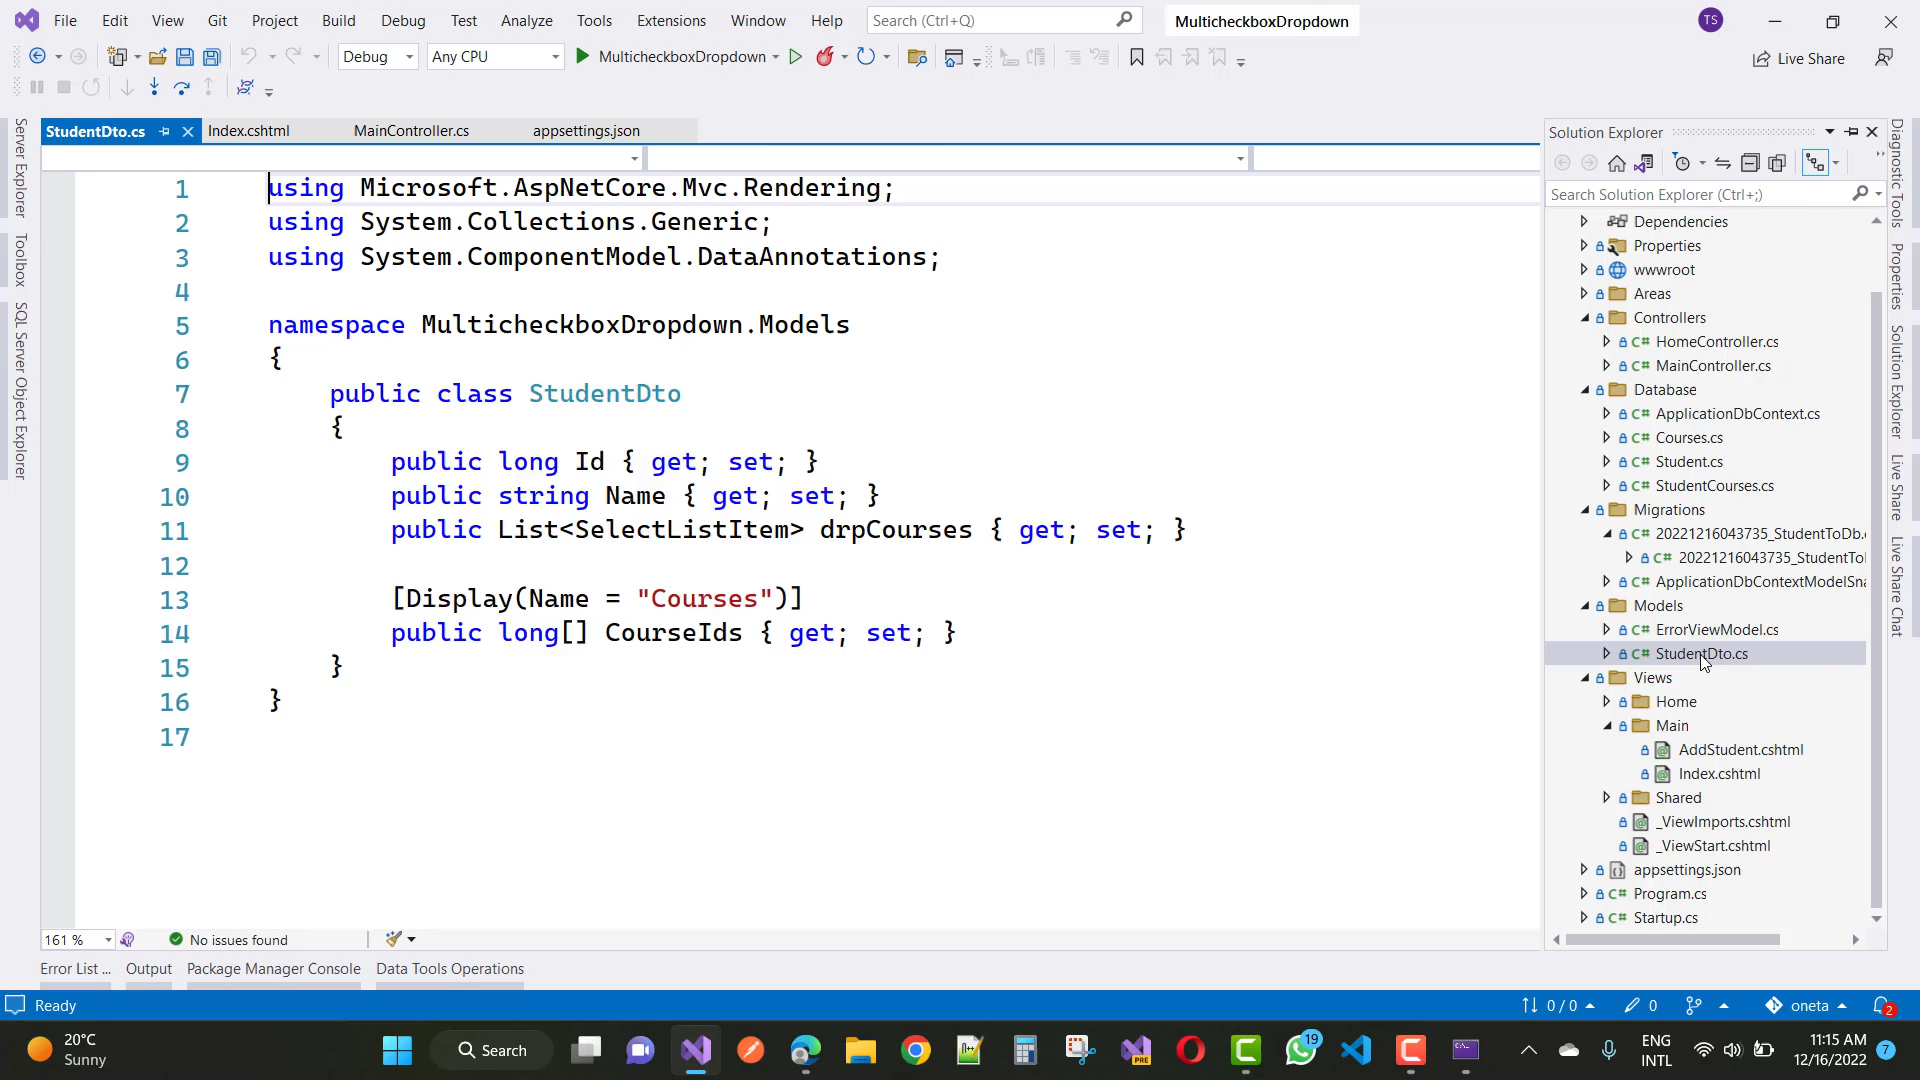 File Edit View Git Project Build Debug Test Analyze Tools Extensions Window Help Search (Ctrl+Q) MulticheckboxDropdown TS
Debug Any CPU MulticheckboxDropdown Live Share
StudentDto.cs Index.cshtml MainController.cs appsettings.json
1 using Microsoft.AspNetCore.Mvc.Rendering;
2 using System.Collections.Generic;
3 using System.ComponentModel.DataAnnotations;
4
5 namespace MulticheckboxDropdown.Models
6 {
7 public class StudentDto
8 {
9 public long Id { get; set; }
10 public string Name { get; set; }
11 public List<SelectListItem> drpCourses { get; set; }
12
13 [Display(Name = "Courses")]
14 public long[] CourseIds { get; set; }
15 }
16 }
17
Server Explorer
Toolbox
SQL Server Object Explorer
Solution Explorer
Search Solution Explorer (Ctrl+;)
Dependencies
Properties
wwwroot
Areas
Controllers
C# HomeController.cs
C# MainController.cs
Database
C# ApplicationDbContext.cs
C# Courses.cs
C# Student.cs
C# StudentCourses.cs
Migrations
C# 20221216043735_StudentToDb.
C# 20221216043735_StudentTo
C# ApplicationDbContextModelSna
Models
C# ErrorViewModel.cs
C# StudentDto.cs
Views
Home
Main
AddStudent.cshtml
Index.cshtml
Shared
_ViewImports.cshtml
_ViewStart.cshtml
appsettings.json
C# Program.cs
C# Startup.cs
Diagnostic Tools
Properties
Solution Explorer
Live Share
Live Share Chat
161 % No issues found
Error List ... Output Package Manager Console Data Tools Operations
Ready 0 / 0 0 oneta 2
20°C
Sunny
Search
PRE
19
ENG
INTL
11:15 AM
12/16/2022
7